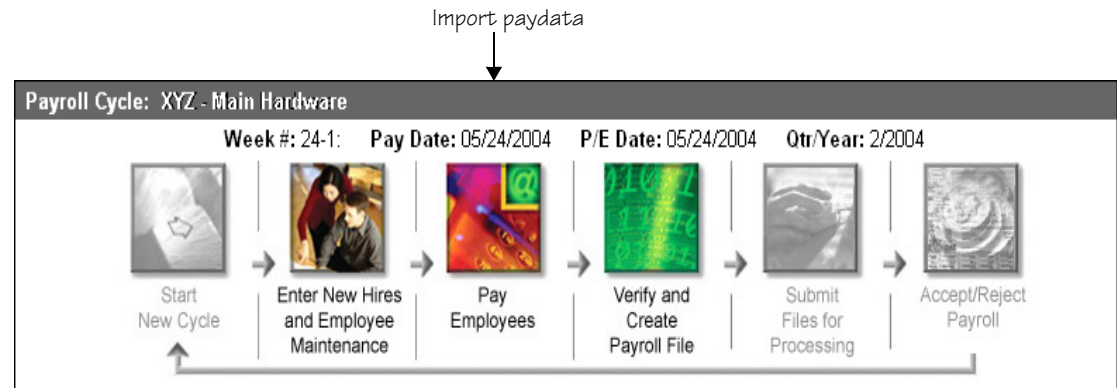 Import paydata
Payroll Cycle: XYZ - Main Hardware
Week #: 24-1: Pay Date: 05/24/2004 P/E Date: 05/24/2004 Qtr/Year: 2/2004
@
Start
New Cycle
Enter New Hires
and Employee
Maintenance
Pay
Employees
Verify and
Create
Payroll File
Submit
Files for
Processing
Accept/Reject
Payroll